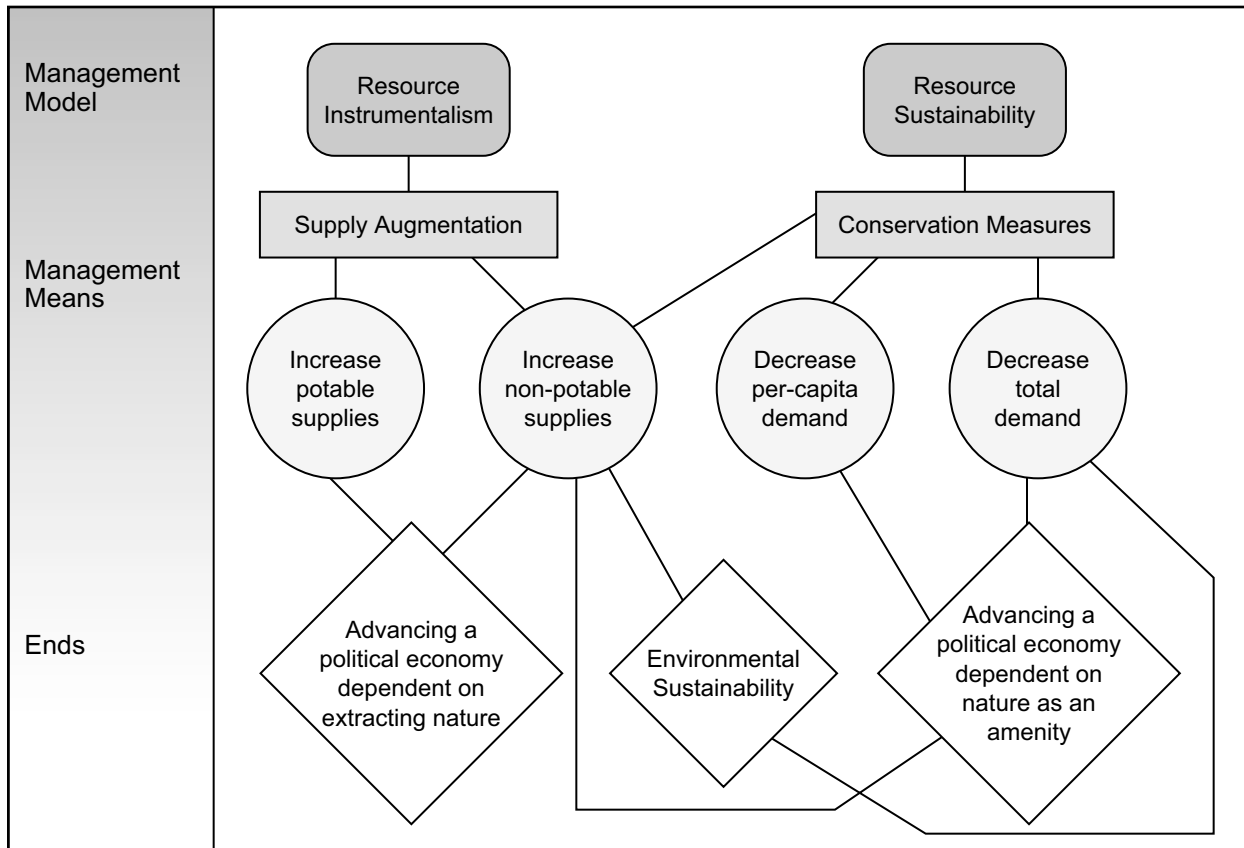 Management
Model
Resource
Instrumentalism
Resource
Sustainability
Supply Augmentation
Conservation Measures
Management
Means
Increase
potable
supplies
Increase
non-potable
supplies
Decrease
per-capita
demand
Decrease
total
demand
Ends
Advancing a
political economy
dependent on
extracting nature
Environmental
Sustainability
Advancing a
political economy
dependent on
nature as an
amenity